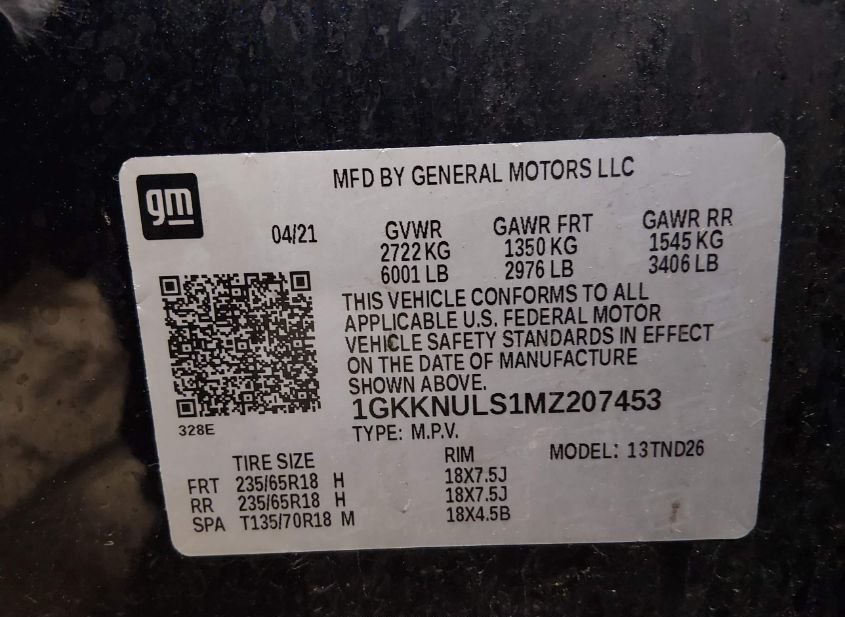 gm
MFD BY GENERAL MOTORS LLC
04/21
GVWR
2722 KG
6001 LB
GAWR FRT
1350 KG
2976 LB
GAWR RR
1545 KG
3406 LB
THIS VEHICLE CONFORMS TO ALL
APPLICABLE U.S. FEDERAL MOTOR
VEHICLE SAFETY STANDARDS IN EFFECT
ON THE DATE OF MANUFACTURE
SHOWN ABOVE.
1GKKNULS1MZ207453
328E
TYPE: M.P.V.
MODEL: 13TND26
TIRE SIZE RIM
FRT 235/65R18 H 18X7.5J
RR 235/65R18 H 18X7.5J
SPA T135/70R18 M 18X4.5B